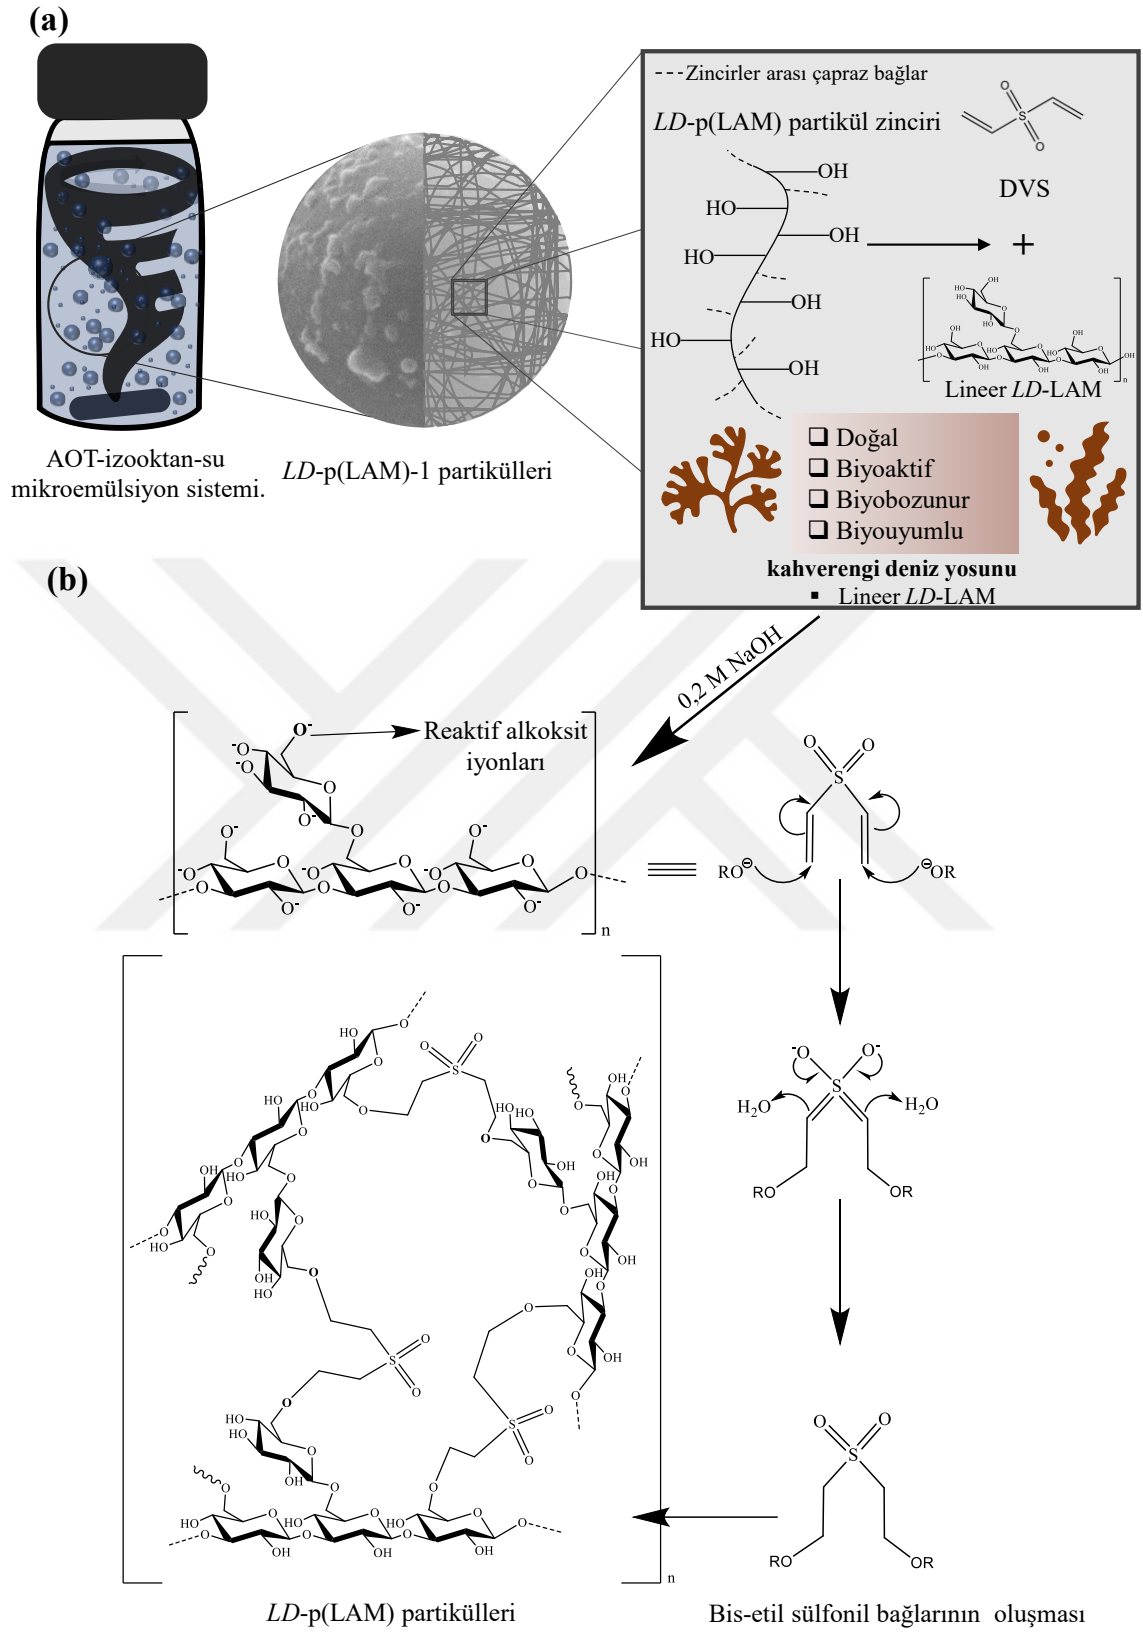 (a)
AOT-izooktan-su
mikroemülsiyon sistemi.
LD-p(LAM)-1 partikülleri
---Zincirler arası çapraz bağlar
LD-p(LAM) partikül zinciri
O
S
O
DVS
+
OH
HO
OH
HO
OH
HO
OH
Lineer LD-LAM
n
❑ Doğal
❑ Biyoaktif
❑ Biyobozunur
❑ Biyouyumlu
kahverengi deniz yosunu
▪ Lineer LD-LAM
(b)
0,2 M NaOH
Reaktif alkoksit
iyonları
n
O O
S
RO⊖ ⊖OR
-O O-
S
H2O H2O
RO OR
O O
S
RO OR
n
LD-p(LAM) partikülleri
Bis-etil sülfonil bağlarının oluşması